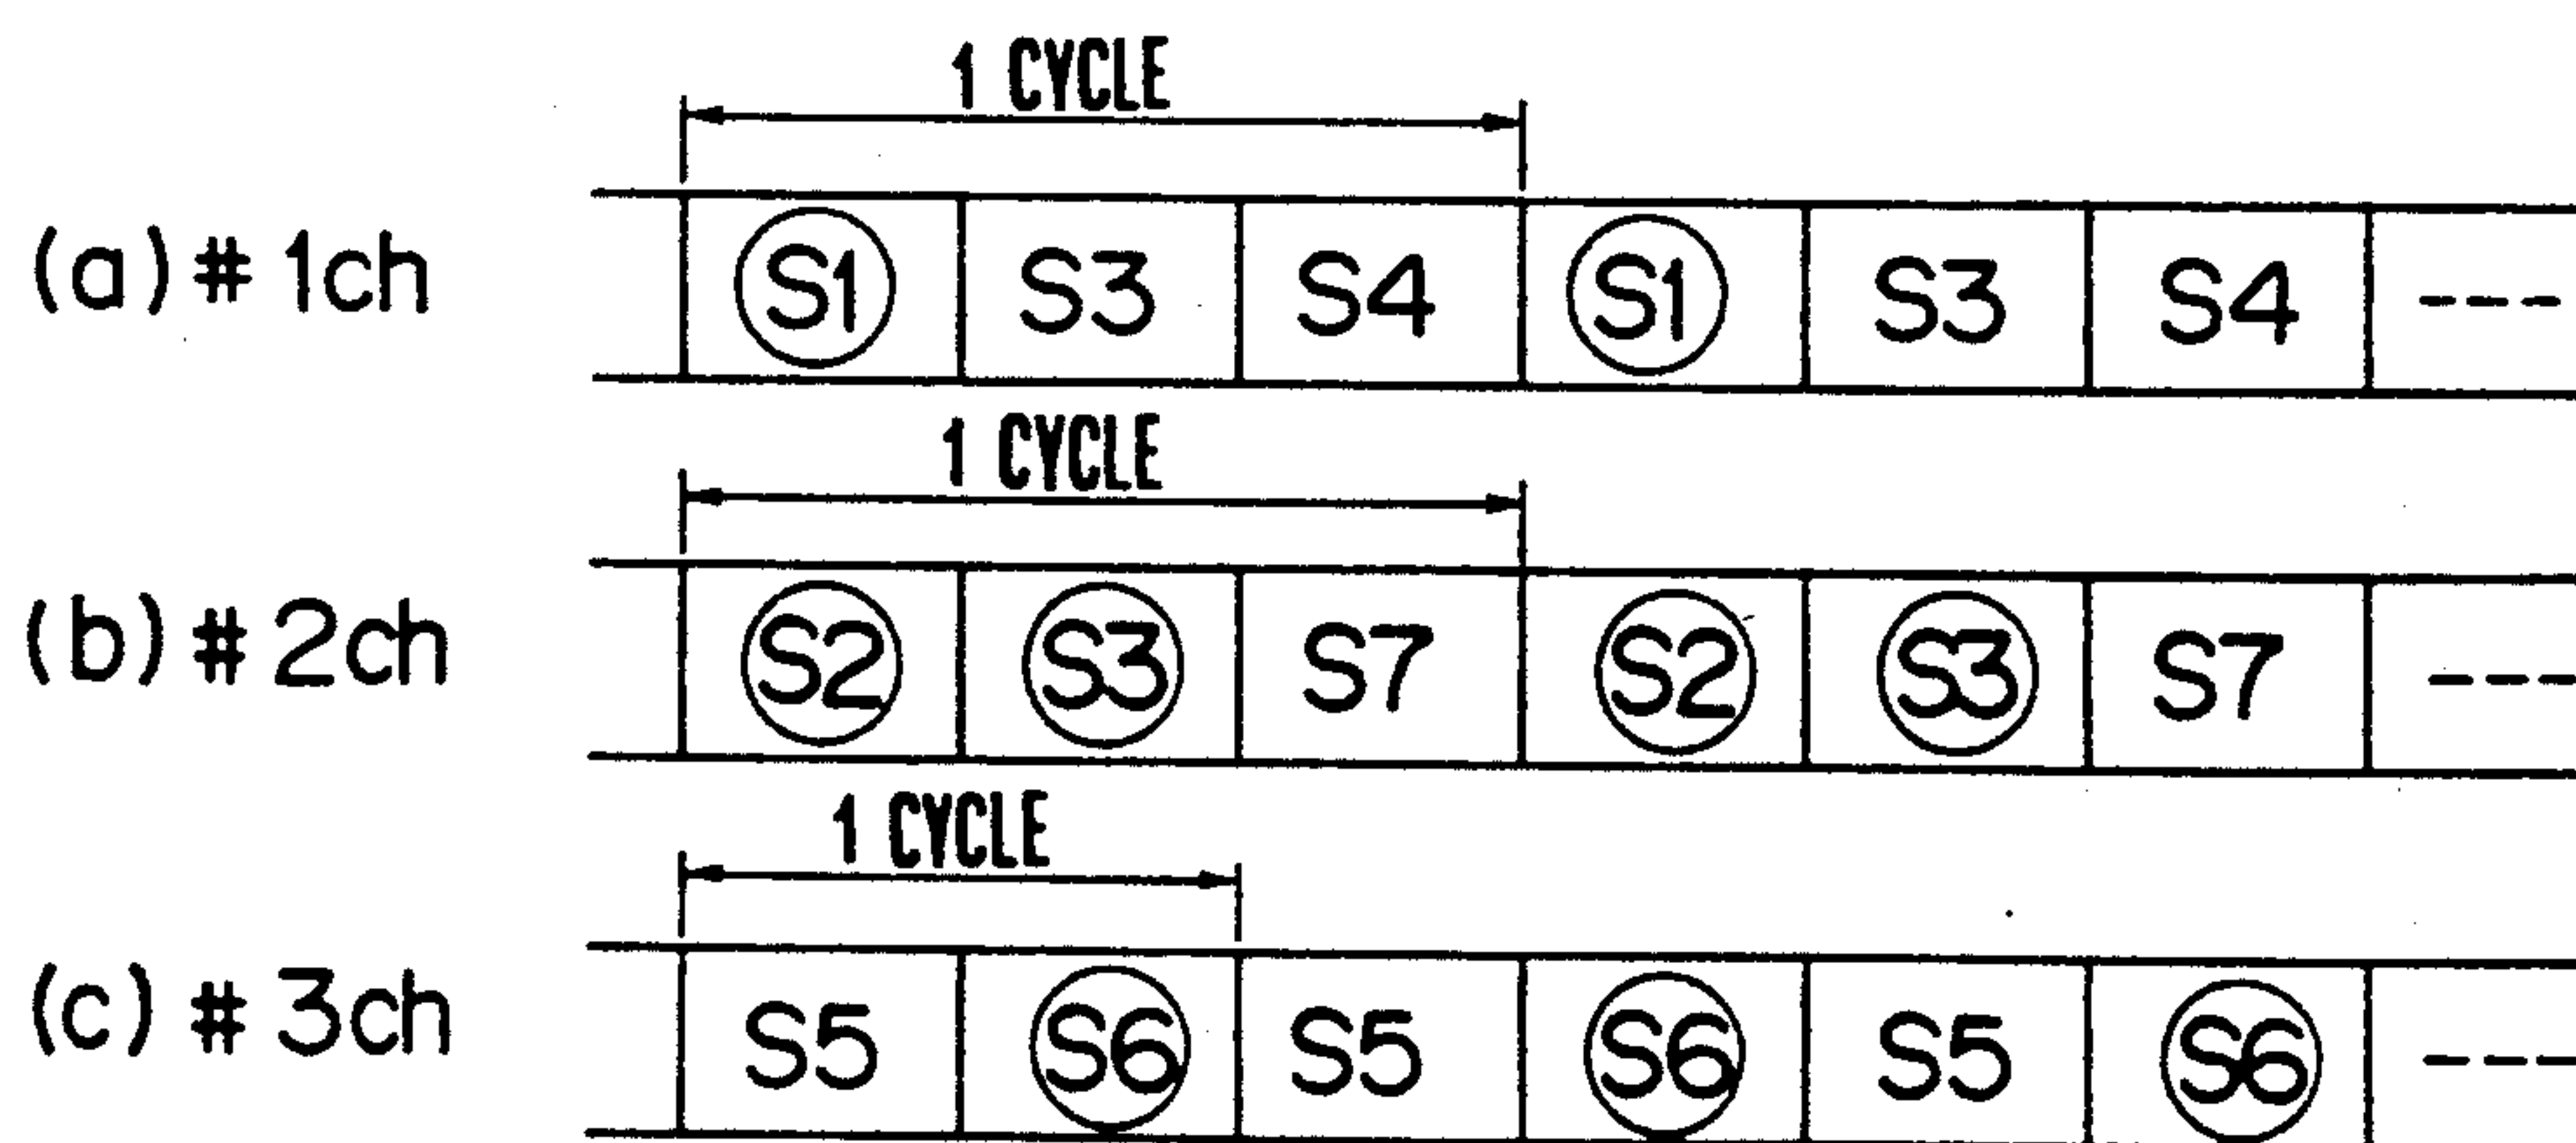 1 CYCLE
(a) # 1ch S1 S3 S4 S1 S3 S4 ---
1 CYCLE
(b) # 2ch S2 S3 S7 S2 S3 S7 ---
1 CYCLE
(c) # 3ch S5 S6 S5 S6 S5 S6 ---